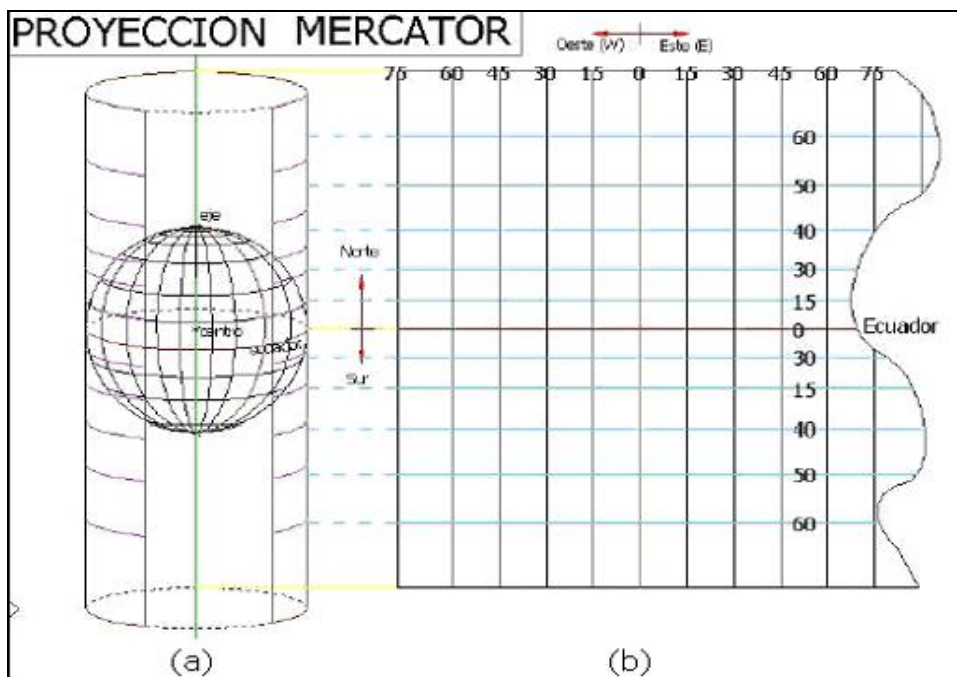 PROYECCION MERCATOR
Oeste (W) Este (E)
75 60 45 30 15 0 15 30 45 60 75
60
50
40
30
15
0 Ecuador
30
15
40
50
60
Norte
Sur
eje
centro
ecuador
(a) (b)